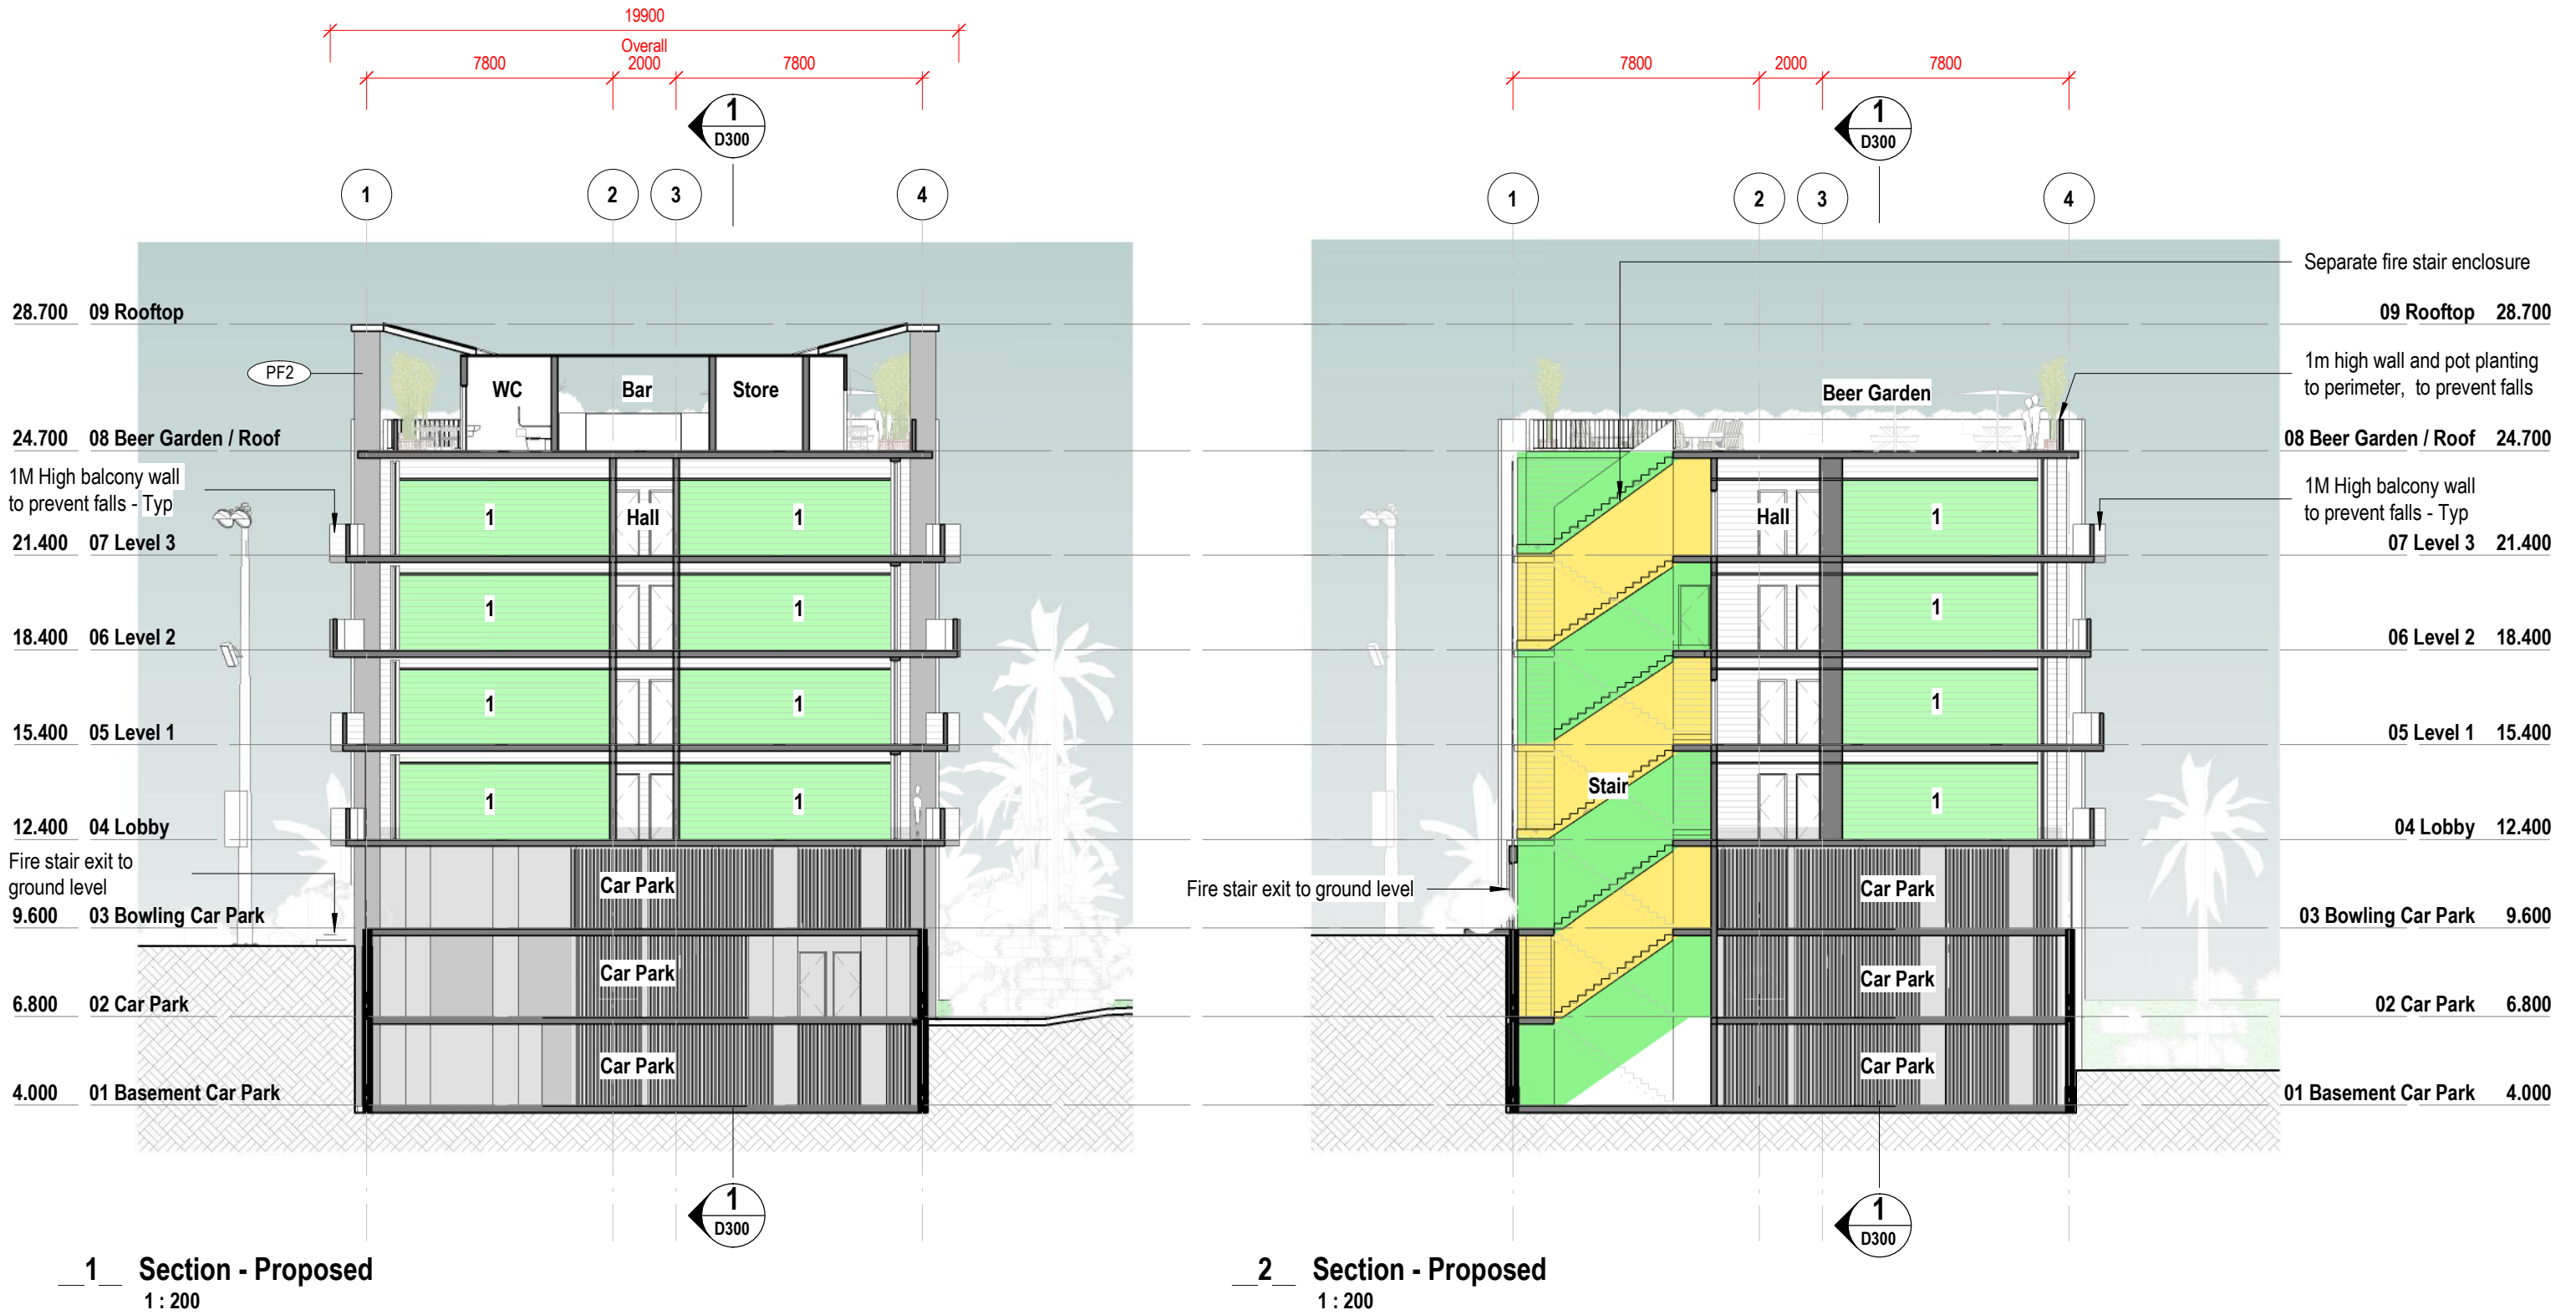 19900
Overall
7800
2000
7800
1
D300
1
2
3
4
28.700 09 Rooftop
PF2
WC
Bar
Store
24.700 08 Beer Garden / Roof
1M High balcony wall
to prevent falls - Typ
1
Hall
1
21.400 07 Level 3
1
1
18.400 06 Level 2
1
1
15.400 05 Level 1
1
1
12.400 04 Lobby
Fire stair exit to
ground level
Car Park
9.600 03 Bowling Car Park
Car Park
6.800 02 Car Park
Car Park
4.000 01 Basement Car Park
1
D300
1 Section - Proposed
1 : 200
7800
2000
7800
1
D300
1
2
3
4
Separate fire stair enclosure
09 Rooftop 28.700
1m high wall and pot planting
to perimeter, to prevent falls
Beer Garden
08 Beer Garden / Roof 24.700
1M High balcony wall
to prevent falls - Typ
Hall
1
07 Level 3 21.400
1
06 Level 2 18.400
1
05 Level 1 15.400
Stair
1
04 Lobby 12.400
Fire stair exit to ground level
Car Park
03 Bowling Car Park 9.600
Car Park
02 Car Park 6.800
Car Park
01 Basement Car Park 4.000
1
D300
2 Section - Proposed
1 : 200